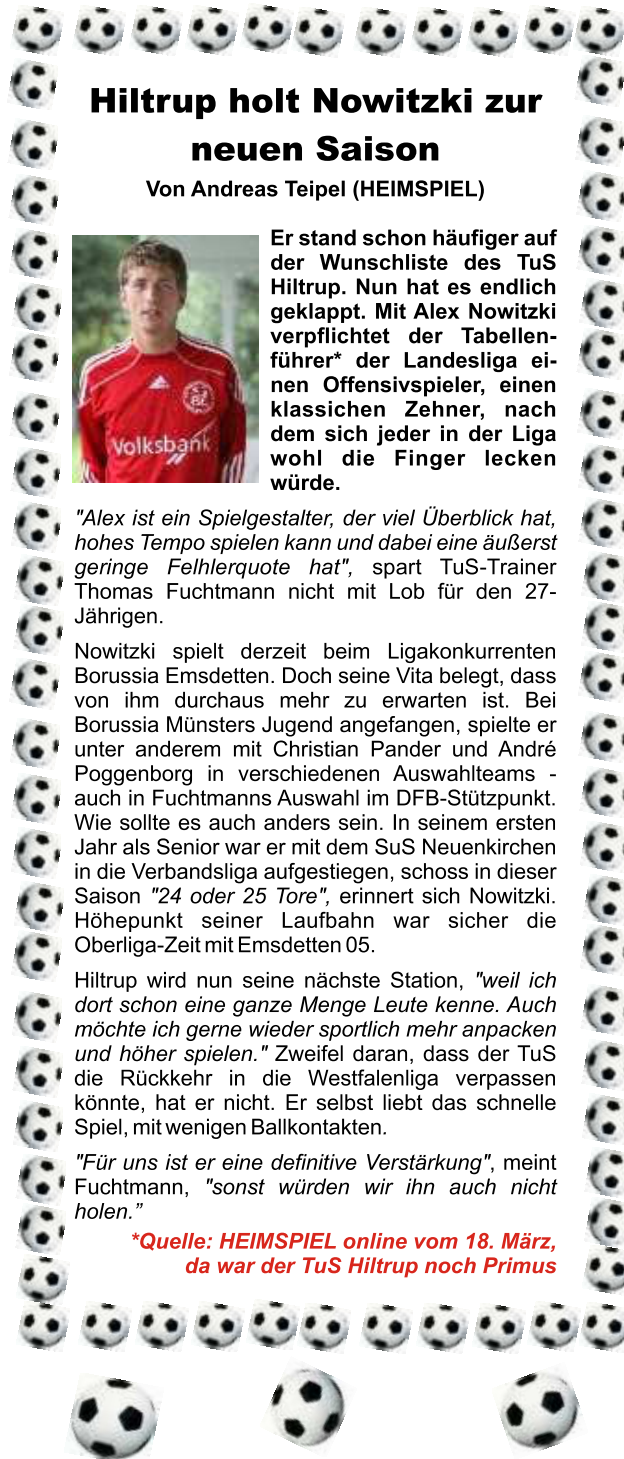 Hiltrup holt Nowitzki zur
neuen Saison
Von Andreas Teipel (HEIMSPIEL)
Er stand schon häufiger auf
der Wunschliste des TuS
Hiltrup. Nun hat es endlich
geklappt. Mit Alex Nowitzki
verpflichtet der Tabellen-
führer* der Landesliga ei-
nen Offensivspieler, einen
klassichen Zehner, nach
dem sich jeder in der Liga
wohl die Finger lecken
würde.
Volksbank
"Alex ist ein Spielgestalter, der viel Überblick hat,
hohes Tempo spielen kann und dabei eine äußerst
geringe Felhlerquote hat", spart TuS-Trainer
Thomas Fuchtmann nicht mit Lob für den 27-
Jährigen.
Nowitzki spielt derzeit beim Ligakonkurrenten
Borussia Emsdetten. Doch seine Vita belegt, dass
von ihm durchaus mehr zu erwarten ist. Bei
Borussia Münsters Jugend angefangen, spielte er
unter anderem mit Christian Pander und André
Poggenborg in verschiedenen Auswahlteams -
auch in Fuchtmanns Auswahl im DFB-Stützpunkt.
Wie sollte es auch anders sein. In seinem ersten
Jahr als Senior war er mit dem SuS Neuenkirchen
in die Verbandsliga aufgestiegen, schoss in dieser
Saison "24 oder 25 Tore", erinnert sich Nowitzki.
Höhepunkt seiner Laufbahn war sicher die
Oberliga-Zeit mit Emsdetten 05.
Hiltrup wird nun seine nächste Station, "weil ich
dort schon eine ganze Menge Leute kenne. Auch
möchte ich gerne wieder sportlich mehr anpacken
und höher spielen." Zweifel daran, dass der TuS
die Rückkehr in die Westfalenliga verpassen
könnte, hat er nicht. Er selbst liebt das schnelle
Spiel, mit wenigen Ballkontakten.
"Für uns ist er eine definitive Verstärkung", meint
Fuchtmann, "sonst würden wir ihn auch nicht
holen.”
*Quelle: HEIMSPIEL online vom 18. März,
da war der TuS Hiltrup noch Primus